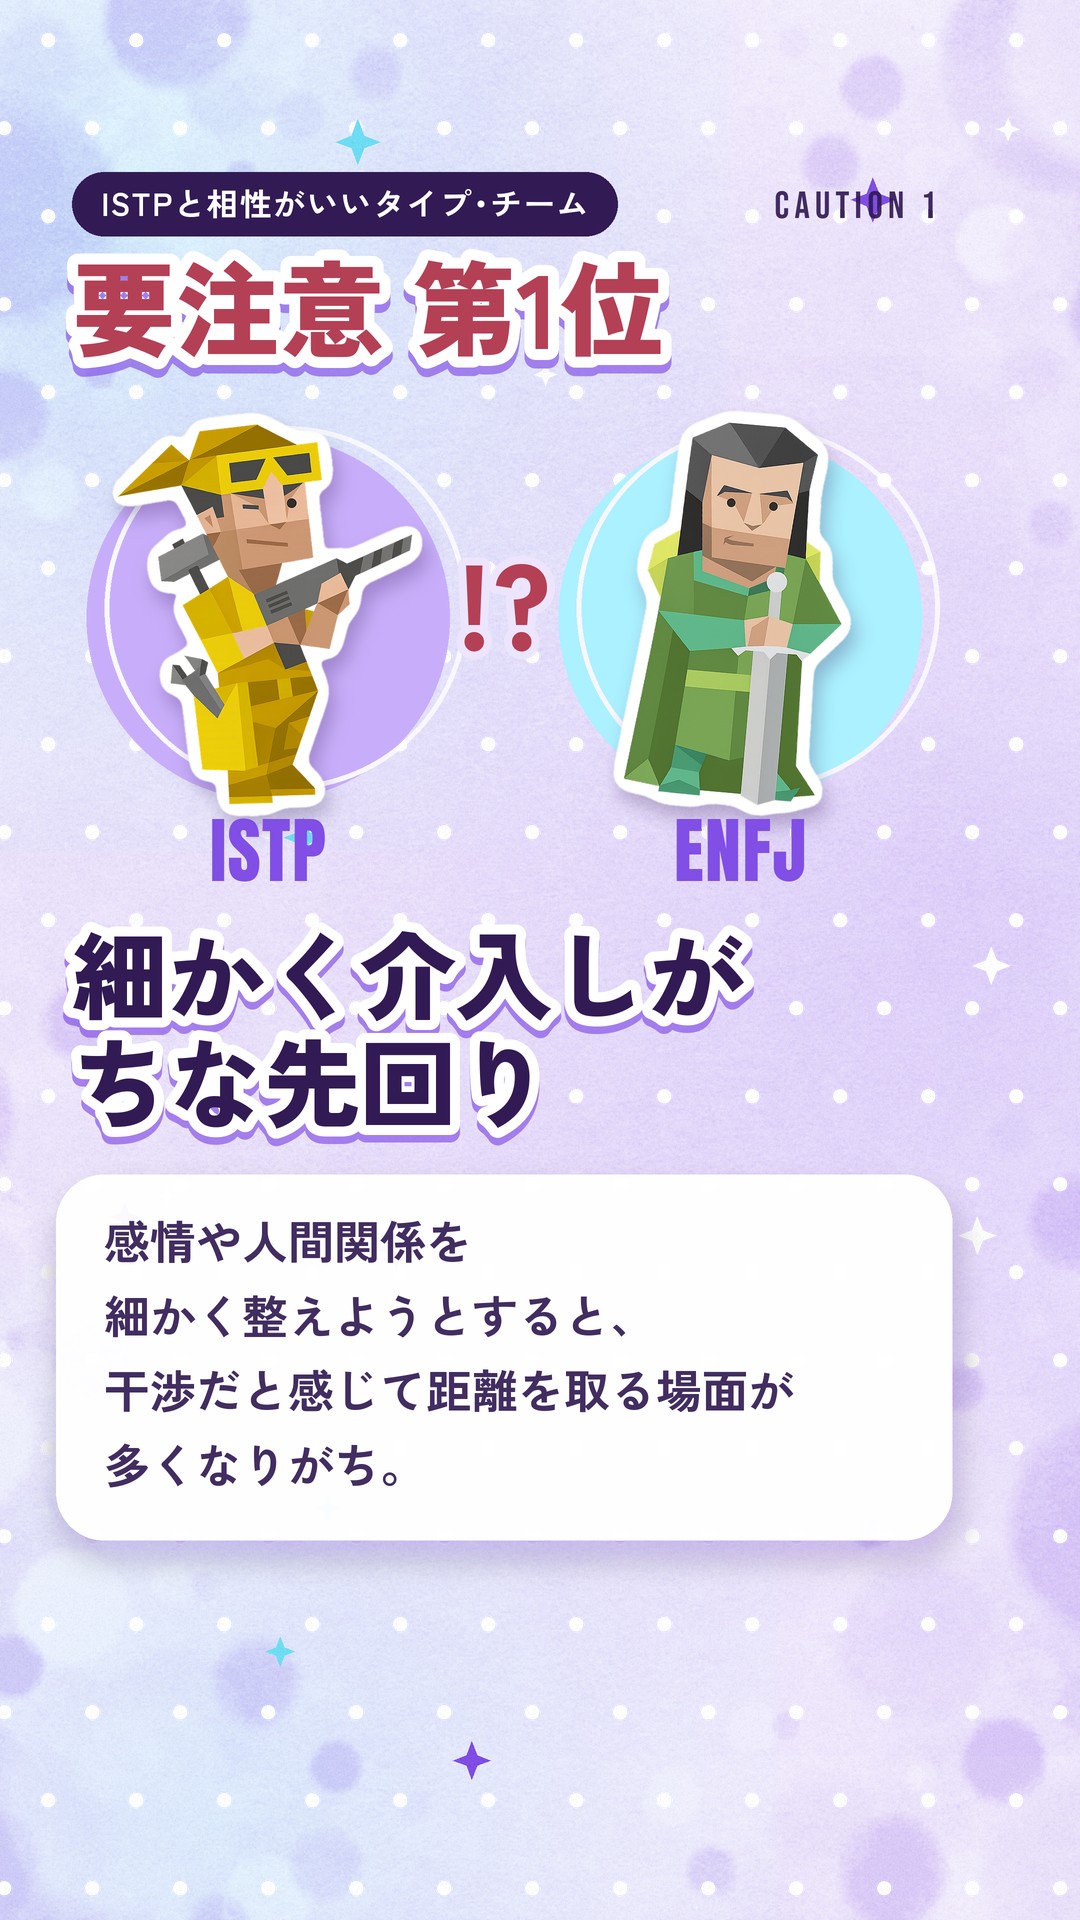 ISTPと相性がいいタイプ・チーム
CAUTION 1
要注意 第1位
!?
ISTP
ENFJ
細かく介入しが
ちな先回り
感情や人間関係を
細かく整えようとすると、
干渉だと感じて距離を取る場面が
多くなりがち。